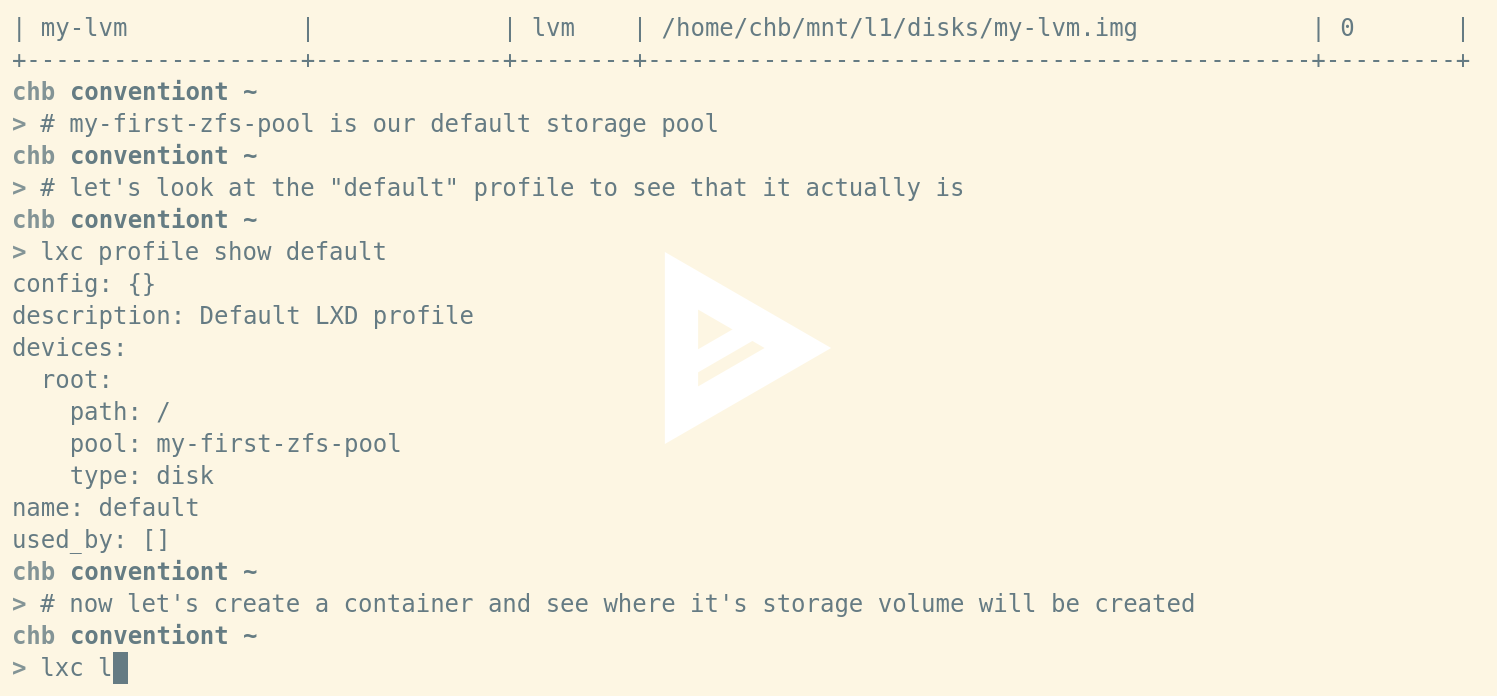 | my-lvm            |             | lvm    | /home/chb/mnt/l1/disks/my-lvm.img            | 0       |
+-------------------+-------------+--------+----------------------------------------------+---------+
chb conventiont ~
> # my-first-zfs-pool is our default storage pool
chb conventiont ~
> # let's look at the "default" profile to see that it actually is
chb conventiont ~
> lxc profile show default
config: {}
description: Default LXD profile
devices:
  root:
    path: /
    pool: my-first-zfs-pool
    type: disk
name: default
used_by: []
chb conventiont ~
> # now let's create a container and see where it's storage volume will be created
chb conventiont ~
> lxc l